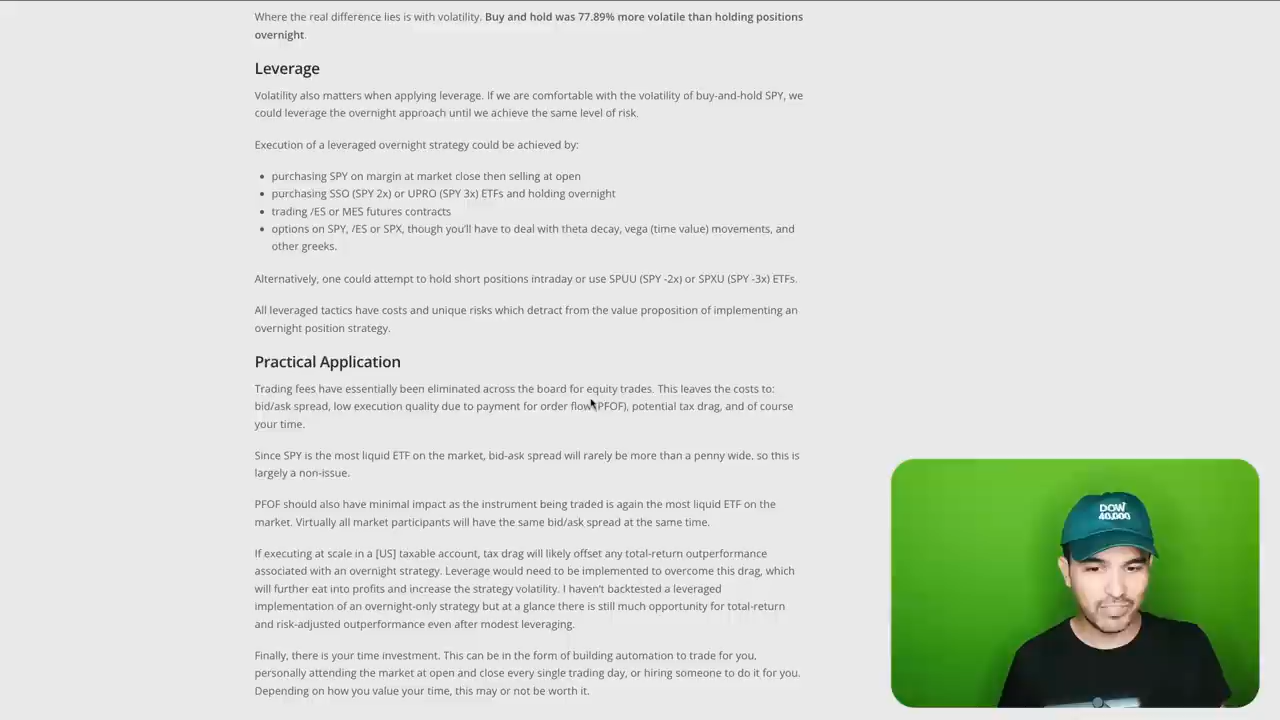 Where the real difference lies is with volatility. Buy and hold was 77.89% more volatile than holding positions
overnight.
Leverage
Volatility also matters when applying leverage. If we are comfortable with the volatility of buy-and-hold SPY, we
could leverage the overnight approach until we achieve the same level of risk.
Execution of a leveraged overnight strategy could be achieved by:
• purchasing SPY on margin at market close then selling at open
• purchasing SSO (SPY 2x) or UPRO (SPY 3x) ETFs and holding overnight
• trading /ES or MES futures contracts
• options on SPY, /ES or SPX, though you'll have to deal with theta decay, vega (time value) movements, and
other greeks.
Alternatively, one could attempt to hold short positions intraday or use SPUU (SPY -2x) or SPXU (SPY -3x) ETFs.
All leveraged tactics have costs and unique risks which detract from the value proposition of implementing an
overnight position strategy.
Practical Application
Trading fees have essentially been eliminated across the board for equity trades. This leaves the costs to:
bid/ask spread, low execution quality due to payment for order flow (PFOF), potential tax drag, and of course
your time.
Since SPY is the most liquid ETF on the market, bid-ask spread will rarely be more than a penny wide, so this is
largely a non-issue.
PFOF should also have minimal impact as the instrument being traded is again the most liquid ETF on the
market. Virtually all market participants will have the same bid/ask spread at the same time.
If executing at scale in a [US] taxable account, tax drag will likely offset any total-return outperformance
associated with an overnight strategy. Leverage would need to be implemented to overcome this drag, which
will further eat into profits and increase the strategy volatility. I haven't backtested a leveraged
implementation of an overnight-only strategy but at a glance there is still much opportunity for total-return
and risk-adjusted outperformance even after modest leveraging.
Finally, there is your time investment. This can be in the form of building automation to trade for you,
personally attending the market at open and close every single trading day, or hiring someone to do it for you.
Depending on how you value your time, this may or not be worth it.
DOW
40,000